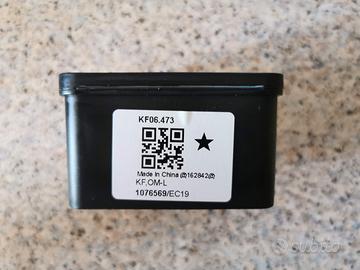 KF06.473
Made in China (B)162842(B)
KF,OM-L
1076569/EC19
subito